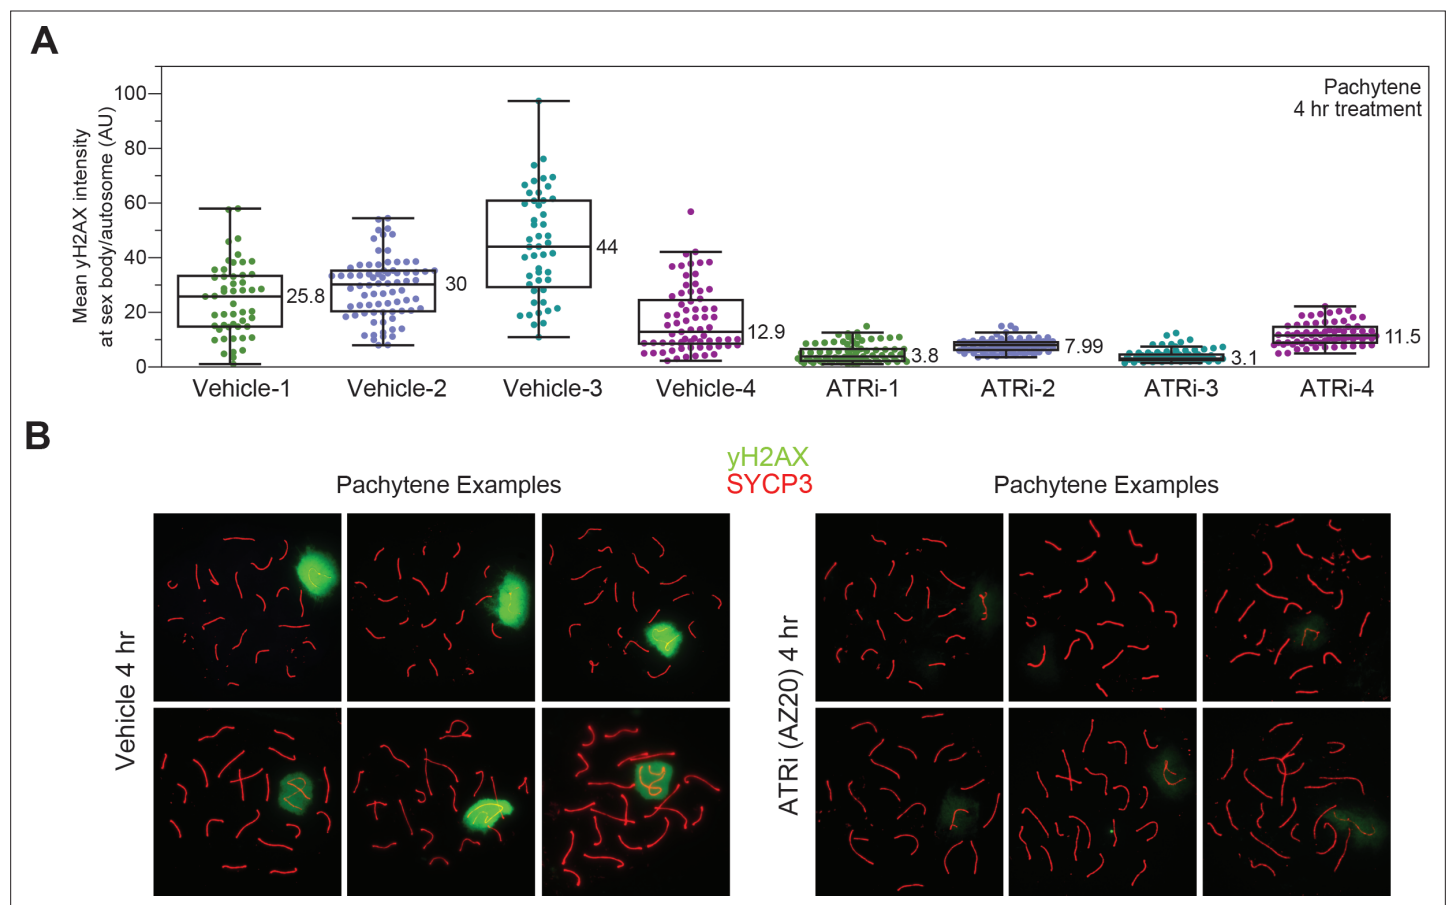 A
Pachytene
4 hr treatment
Mean yH2AX intensity
at sex body/autosome (AU)
100
80
60
40
20
0
25.8
30
44
12.9
3.8
7.99
3.1
11.5
Vehicle-1
Vehicle-2
Vehicle-3
Vehicle-4
ATRi-1
ATRi-2
ATRi-3
ATRi-4
B
yH2AX
SYCP3
Pachytene Examples
Pachytene Examples
Vehicle 4 hr
ATRi (AZ20) 4 hr